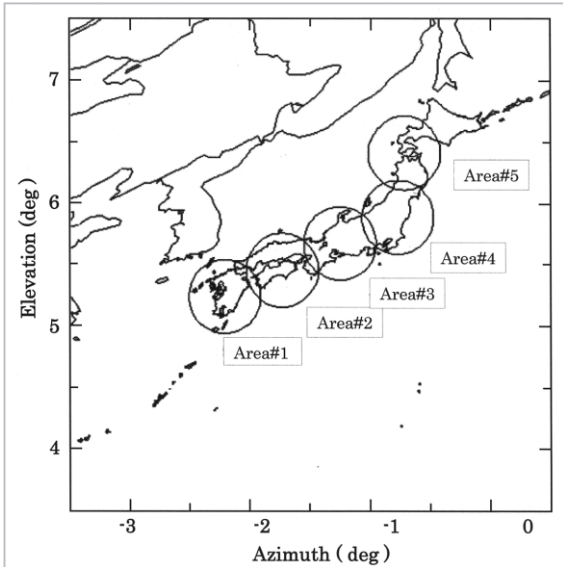 7
6
5
4
Elevation (deg)
Area#5
Area#4
Area#3
Area#2
Area#1
-3
-2
-1
0
Azimuth ( deg )